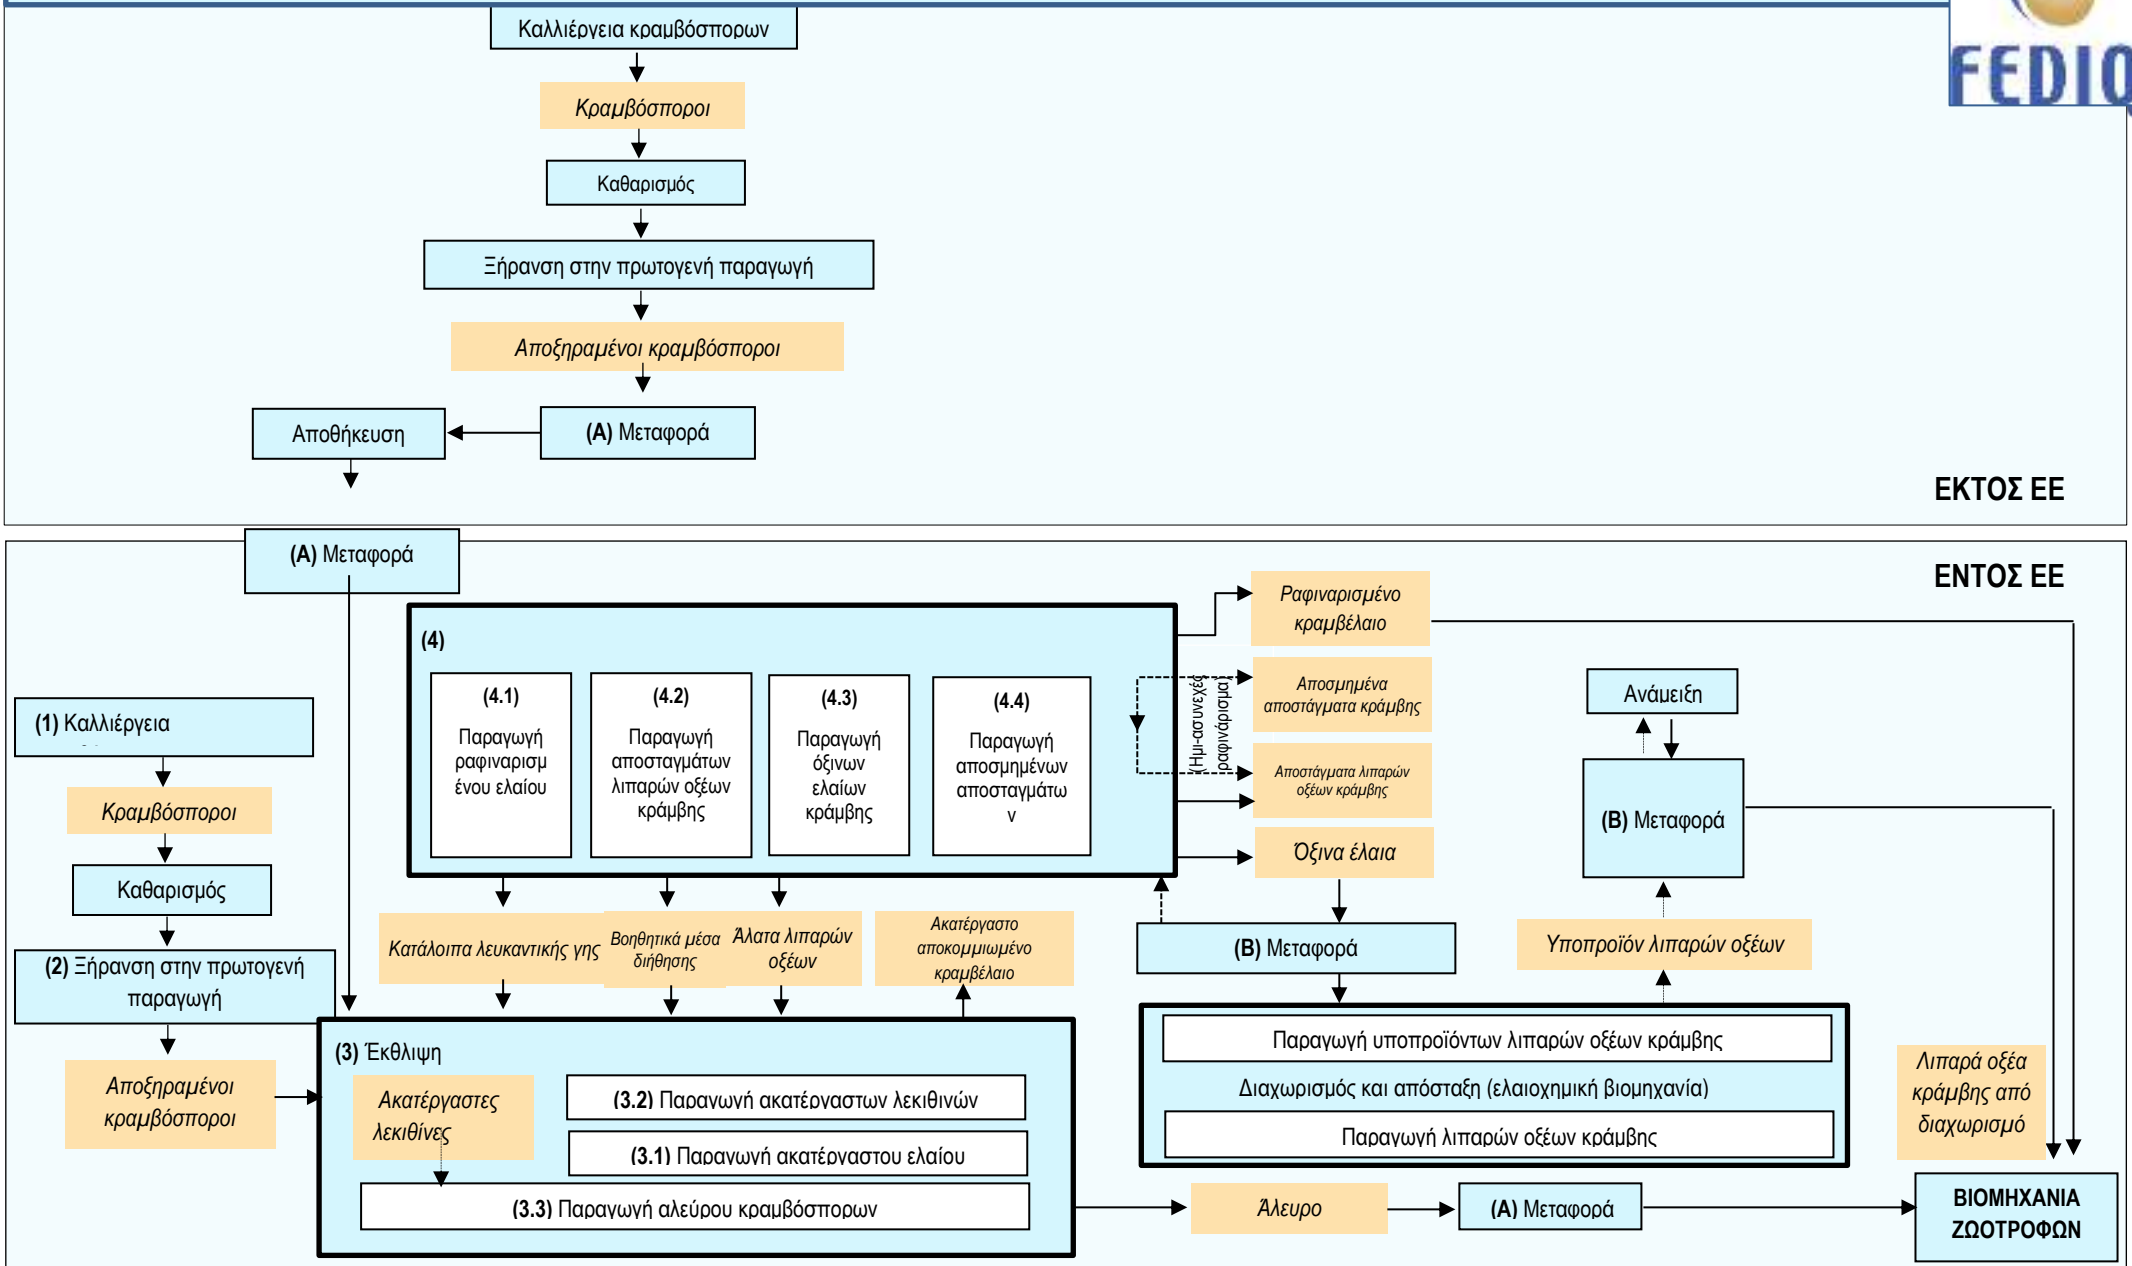 Καλλιέργεια κραμβόσπορων
FEDIO
Κραμβόσποροι
Καθαρισμός
Ξήρανση στην πρωτογενή παραγωγή
Αποξηραμένοι κραμβόσποροι
Αποθήκευση
(A) Μεταφορά
ΕΚΤΟΣ ΕΕ
(A) Μεταφορά
ΕΝΤΟΣ ΕΕ
(1) Καλλιέργεια
Κραμβόσποροι
Καθαρισμός
(2) Ξήρανση στην πρωτογενή
παραγωγή
Αποξηραμένοι
κραμβόσποροι
(4)
(4.1)
Παραγωγή
ραφιναρισμ
ένου ελαίου
(4.2)
Παραγωγή
αποσταγμάτων
λιπαρών οξέων
κράμβης
(4.3)
Παραγωγή
όξινων
ελαίων
κράμβης
(4.4)
Παραγωγή
αποσμημένων
αποσταγμάτω
ν
(Ημι-ασυνεχές
ραφινάρισμα)
Ραφιναρισμένο
κραμβέλαιο
Αποσμημένα
αποστάγματα κράμβης
Αποστάγματα λιπαρών
οξέων κράμβης
Όξινα έλαια
Κατάλοιπα λευκαντικής γης
Βοηθητικά μέσα
διήθησης
Άλατα λιπαρών
οξέων
Ακατέργαστο
αποκομμιωμένο
κραμβέλαιο
(B) Μεταφορά
Ανάμειξη
(B) Μεταφορά
Υποπροϊόν λιπαρών οξέων
(3) Έκθλιψη
Ακατέργαστες
λεκιθίνες
(3.2) Παραγωγή ακατέργαστων λεκιθινών
(3.1) Παραγωγή ακατέργαστου ελαίου
(3.3) Παραγωγή αλεύρου κραμβόσπορων
Παραγωγή υποπροϊόντων λιπαρών οξέων κράμβης
Διαχωρισμός και απόσταξη (ελαιοχημική βιομηχανία)
Παραγωγή λιπαρών οξέων κράμβης
Λιπαρά οξέα
κράμβης από
διαχωρισμό
Άλευρο
(A) Μεταφορά
ΒΙΟΜΗΧΑΝΙΑ
ΖΩΟΤΡΟΦΩΝ